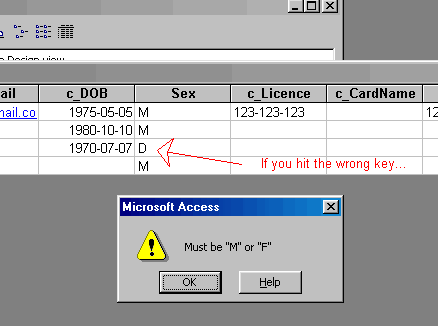 e Design view
ail c_DOB Sex c_Licence c_CardName
mail.co 1975-05-05 M 123-123-123 12
1980-10-10 M
1970-07-07 D
If you hit the wrong key...
M
Microsoft Access
Must be "M" or "F"
OK Help